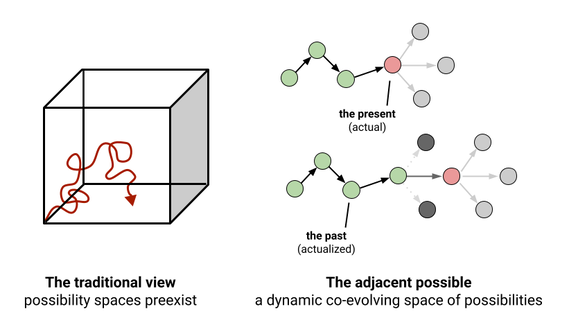 the present
(actual)
the past
(actualized)
The traditional view
possibility spaces preexist
The adjacent possible
a dynamic co-evolving space of possibilities